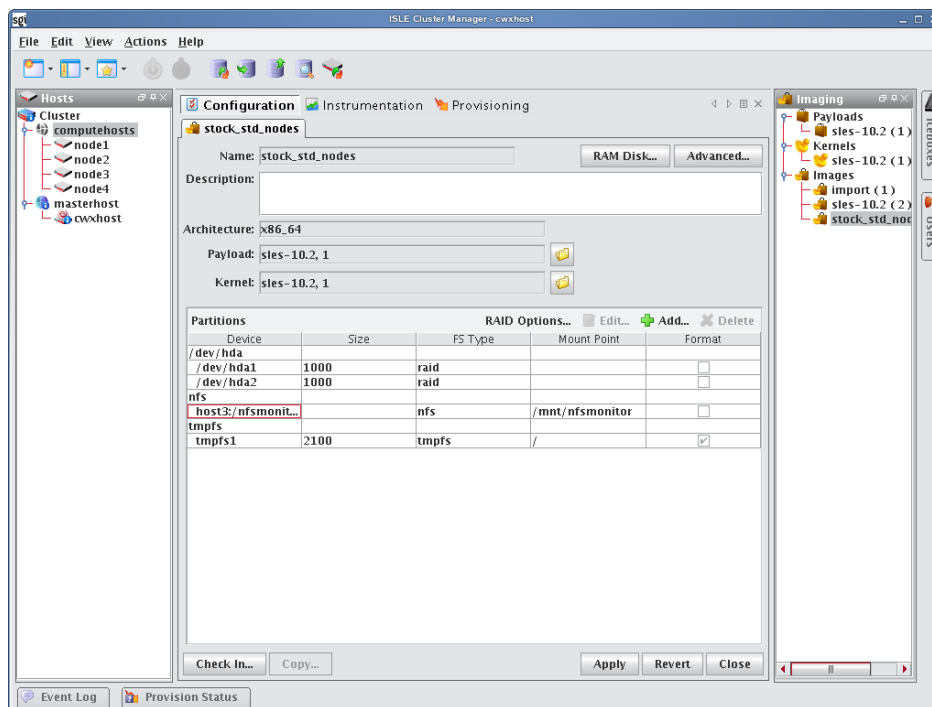 sgi ISLE Cluster Manager - cwxhost
File Edit View Actions Help
Hosts
Cluster
computehosts
node1
node2
node3
node4
masterhost
cwxhost
Configuration Instrumentation Provisioning
stock_std_nodes
Name: stock_std_nodes RAM Disk... Advanced...
Description:
Architecture: x86_64
Payload: sles-10.2, 1
Kernel: sles-10.2, 1
Partitions RAID Options... Edit... Add... Delete
Device Size FS Type Mount Point Format
/dev/hda
/dev/hda1 1000 raid
/dev/hda2 1000 raid
nfs
host3:/nfsmonit... nfs /mnt/nfsmonitor
tmpfs
tmpfs1 2100 tmpfs /
Check In... Copy... Apply Revert Close
Imaging
Payloads
sles-10.2 (1)
Kernels
sles-10.2 (1)
Images
import (1)
sles-10.2 (2)
stock_std_noc
Iceboxes
Users
Event Log Provision Status